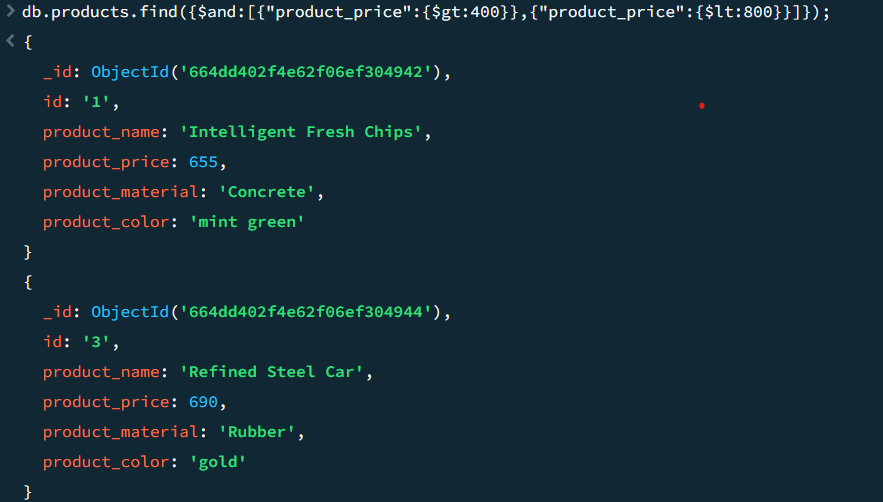 > db.products.find({$and:[{"product_price":{$gt:400}},{"product_price":{$lt:800}}]});
< {
_id: ObjectId('664dd402f4e62f06ef304942'),
id: '1',
product_name: 'Intelligent Fresh Chips',
product_price: 655,
product_material: 'Concrete',
product_color: 'mint green'
}
{
_id: ObjectId('664dd402f4e62f06ef304944'),
id: '3',
product_name: 'Refined Steel Car',
product_price: 690,
product_material: 'Rubber',
product_color: 'gold'
}